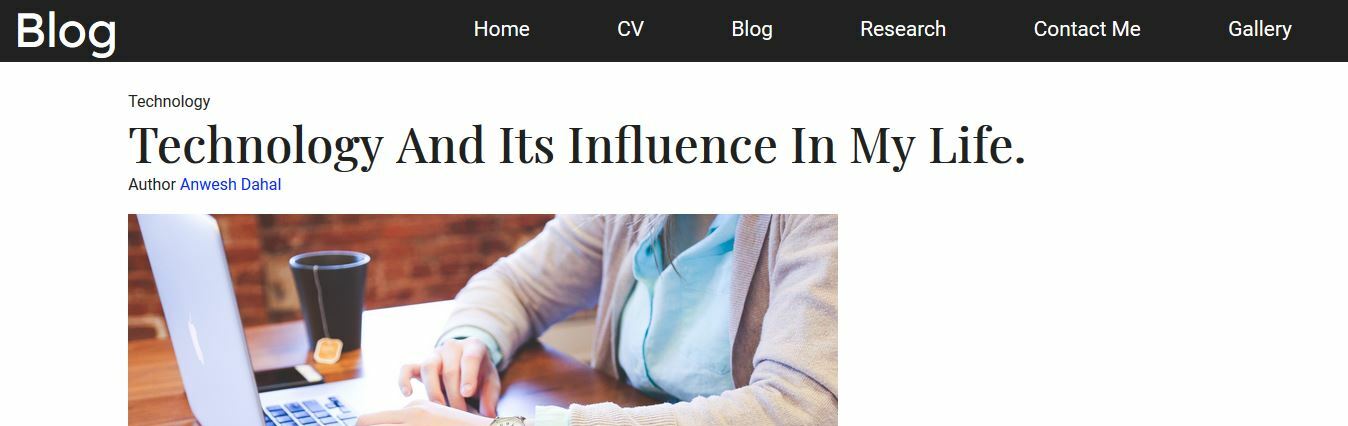 Blog Home CV Blog Research Contact Me Gallery
Technology
Technology And Its Influence In My Life.
Author Anwesh Dahal